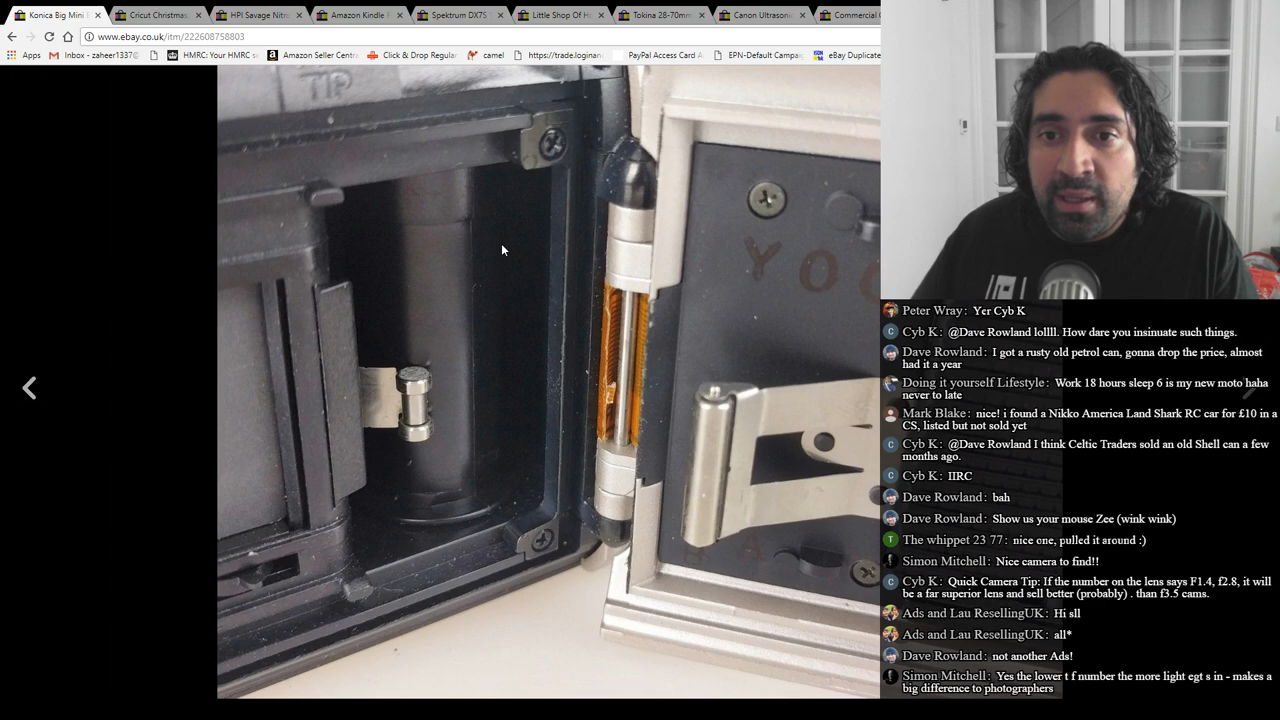 Konica Big Mini B
Cricut Christmas
HPI Savage Nitro
Amazon Kindle F
Spektrum DX7S
Little Shop Of Ho
Tokina 28-70mm
Canon Ultrasonic
Commercial
www.ebay.co.uk/itm/222608758803
Apps
Inbox - zaheer1337@
HMRC: Your HMRC se
Amazon Seller Centr
Click & Drop Regular
camel
https://trade.loginan
PayPal Access Card A
EPN-Default Campai
eBay Duplicate
TIP
YOC
Peter Wray: Yer Cyb K
Cyb K: @Dave Rowland lollll. How dare you insinuate such things.
Dave Rowland: I got a rusty old petrol can, gonna drop the price, almost
had it a year
Doing it yourself Lifestyle: Work 18 hours sleep 6 is my new moto haha
never to late
Mark Blake: nice! i found a Nikko America Land Shark RC car for £10 in a
CS, listed but not sold yet
Cyb K: @Dave Rowland I think Celtic Traders sold an old Shell can a few
months ago.
Cyb K: IIRC
Dave Rowland: bah
Dave Rowland: Show us your mouse Zee (wink wink)
The whippet 23 77: nice one, pulled it around :)
Simon Mitchell: Nice camera to find!!
Cyb K: Quick Camera Tip: If the number on the lens says F1.4, f2.8, it will
be a far superior lens and sell better (probably) . than f3.5 cams.
Ads and Lau ResellingUK: Hi sll
Ads and Lau ResellingUK: all*
Dave Rowland: not another Ads!
Simon Mitchell: Yes the lower t f number the more light egt s in - makes a
big difference to photographers